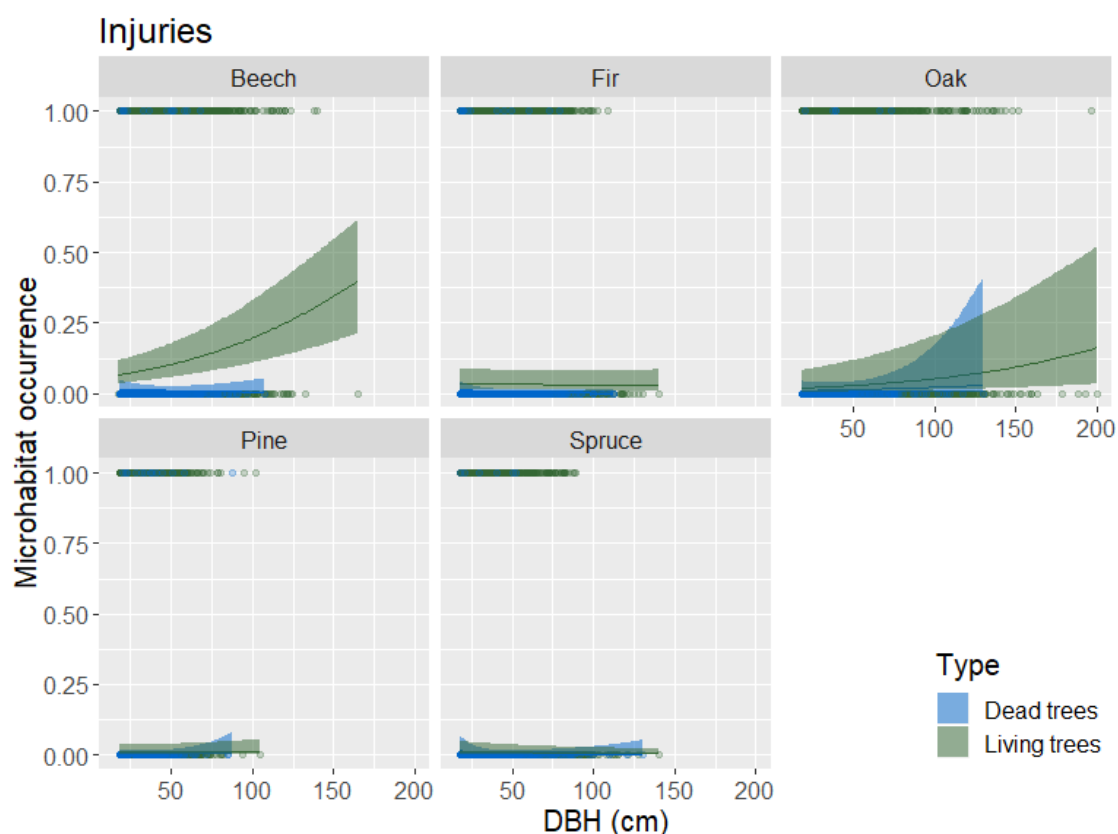 Injuries
Beech Fir Oak
1.00
0.75
0.50
0.25
0.00
50 100 150 200
Pine Spruce
1.00
0.75
0.50
0.25
0.00
50 100 150 200 50 100 150 200
Microhabitat occurrence
DBH (cm)
Type
Dead trees
Living trees